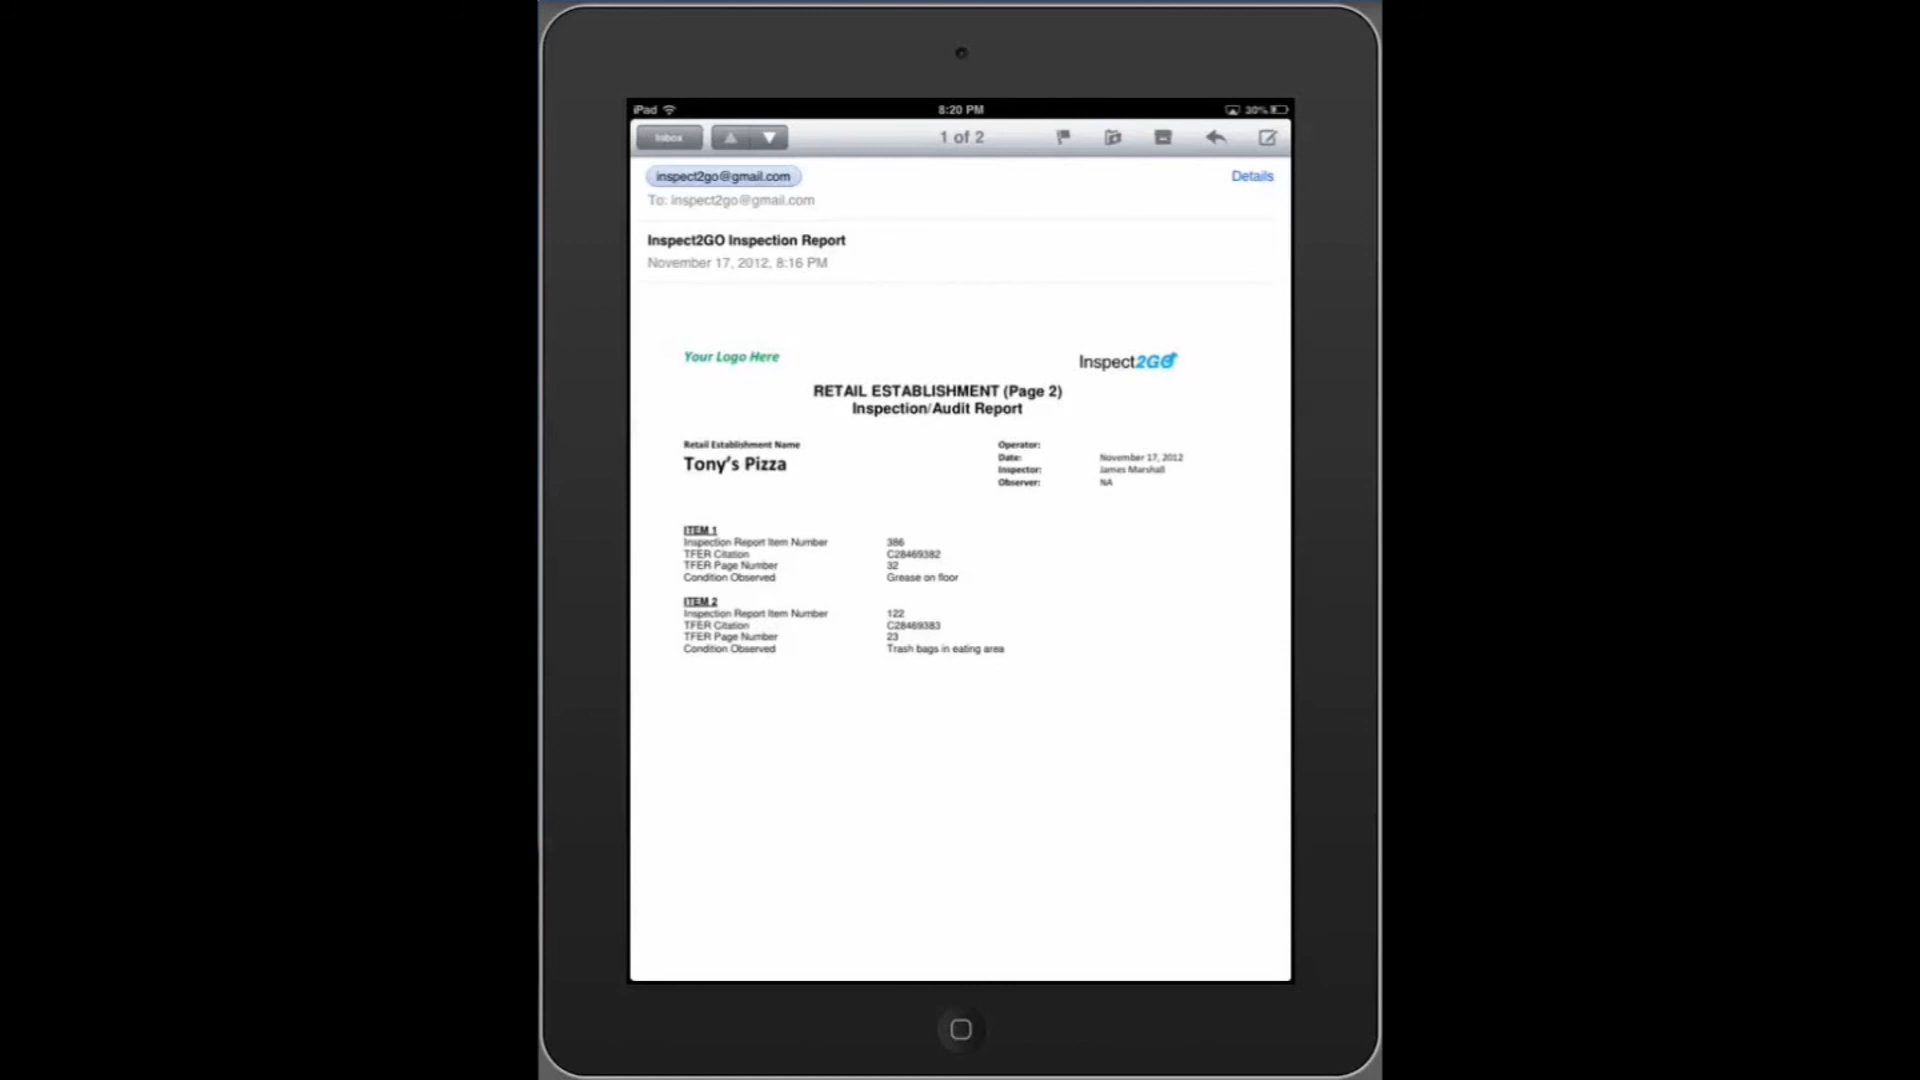 iPad 8:20 PM 30%
Inbox 1 of 2
inspect2go@gmail.com Details
To: inspect2go@gmail.com
Inspect2GO Inspection Report
November 17, 2012, 8:16 PM
Your Logo Here Inspect2GO
RETAIL ESTABLISHMENT (Page 2)
Inspection/Audit Report
Retail Establishment Name Operator:
Tony's Pizza Date: November 17, 2012
Inspector: James Marshall
Observer: NA
ITEM 1
Inspection Report Item Number 386
TFER Citation C28469382
TFER Page Number 32
Condition Observed Grease on floor
ITEM 2
Inspection Report Item Number 122
TFER Citation C28469383
TFER Page Number 23
Condition Observed Trash bags in eating area